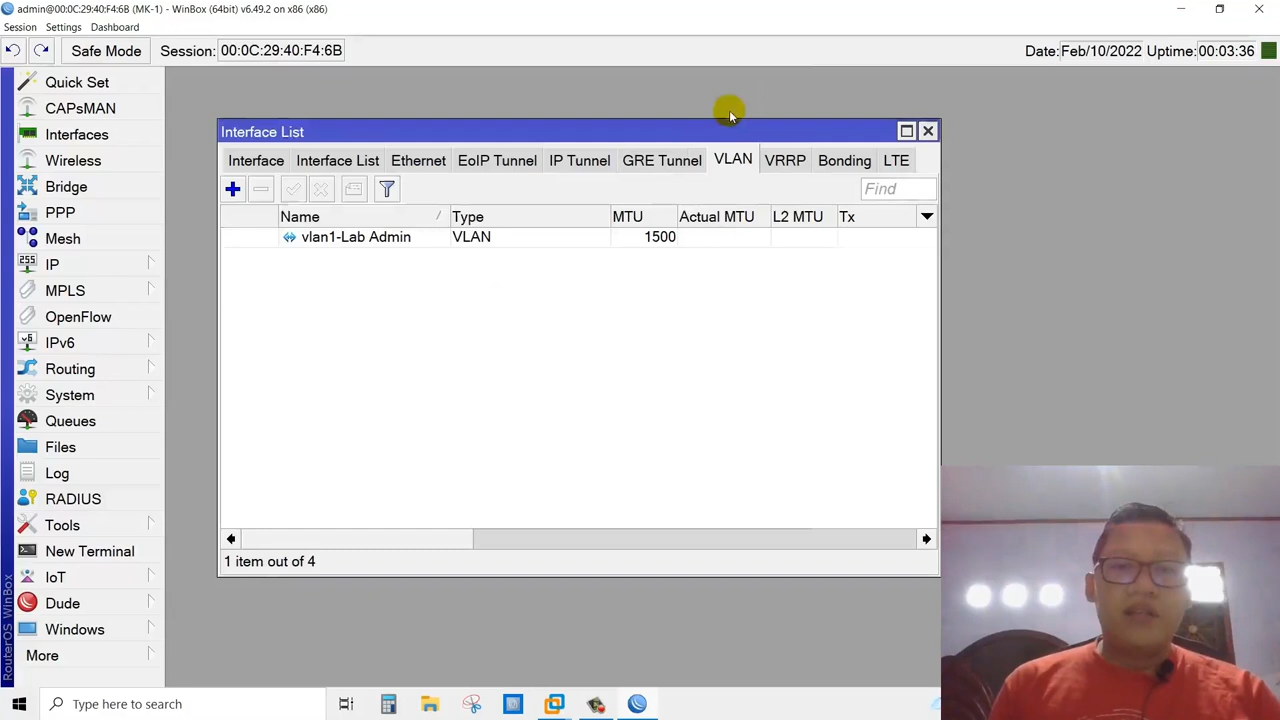 admin@00:0C:29:40:F4:6B (MK-1) - WinBox (64bit) v6.49.2 on x86 (x86)
Session Settings Dashboard
Safe Mode Session: 00:0C:29:40:F4:6B Date: Feb/10/2022 Uptime: 00:03:36
Quick Set
CAPsMAN
Interfaces
Wireless
Bridge
PPP
Mesh
255 IP
MPLS
OpenFlow
v6 IPv6
Routing
System
Queues
Files
Log
RADIUS
Tools
New Terminal
IoT
Dude
Windows
More
RouterOS WinBox
Interface List
Interface Interface List Ethernet EoIP Tunnel IP Tunnel GRE Tunnel VLAN VRRP Bonding LTE
Find
Name / Type MTU Actual MTU L2 MTU Tx
vlan1-Lab Admin VLAN 1500
1 item out of 4
Type here to search